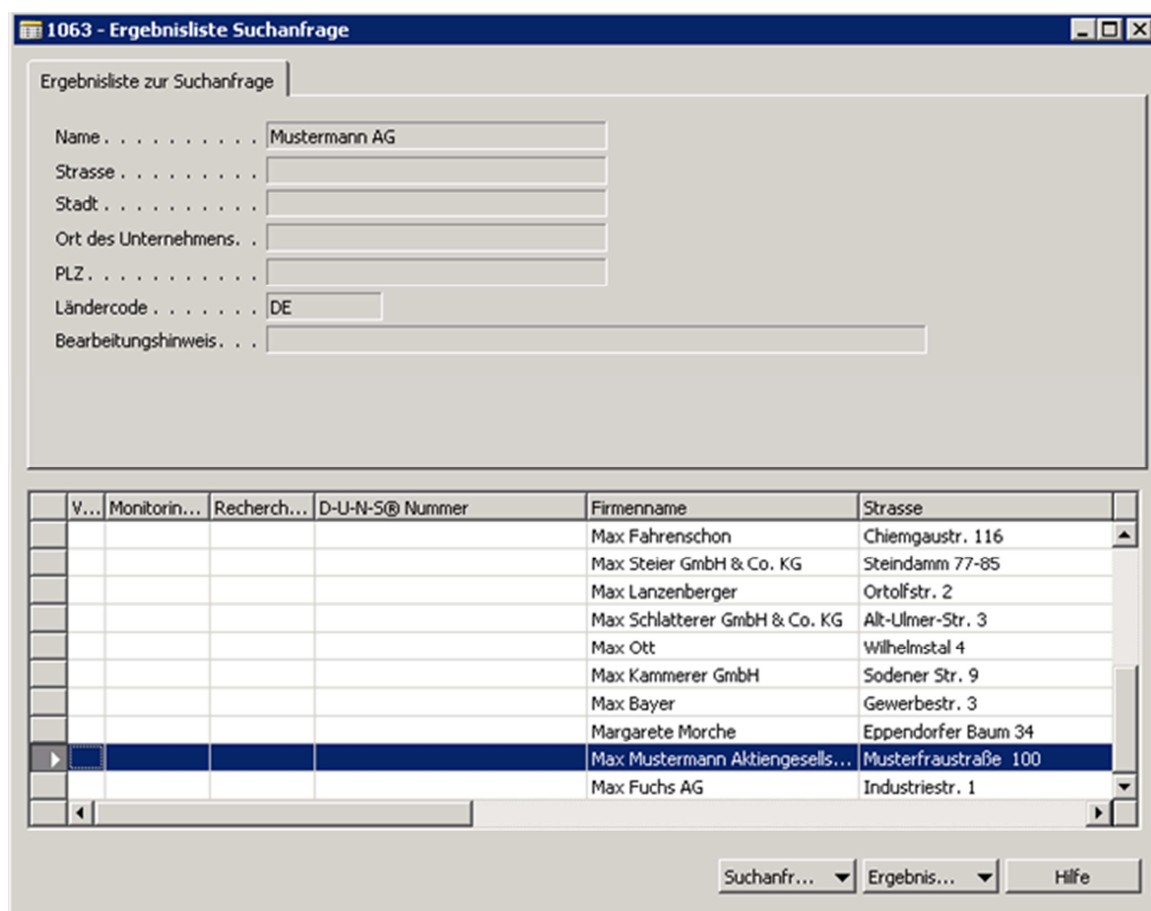 1063 - Ergebnisliste Suchanfrage
Ergebnisliste zur Suchanfrage
Name . . . . . . . . . . Mustermann AG
Strasse . . . . . . . . .
Stadt . . . . . . . . . .
Ort des Unternehmens. .
PLZ. . . . . . . . . . .
Ländercode . . . . . . . DE
Bearbeitungshinweis. . .
V... Monitorin... Recherch... D-U-N-S® Nummer Firmenname Strasse
Max Fahrenschon Chiemgaustr. 116
Max Steier GmbH & Co. KG Steindamm 77-85
Max Lanzenberger Ortolfstr. 2
Max Schlatterer GmbH & Co. KG Alt-Ulmer-Str. 3
Max Ott Wilhelmstal 4
Max Kammerer GmbH Sodener Str. 9
Max Bayer Gewerbestr. 3
Margarete Morche Eppendorfer Baum 34
Max Mustermann Aktiengesells... Musterfraustraße 100
Max Fuchs AG Industriestr. 1
Suchanfr... Ergebnis... Hilfe